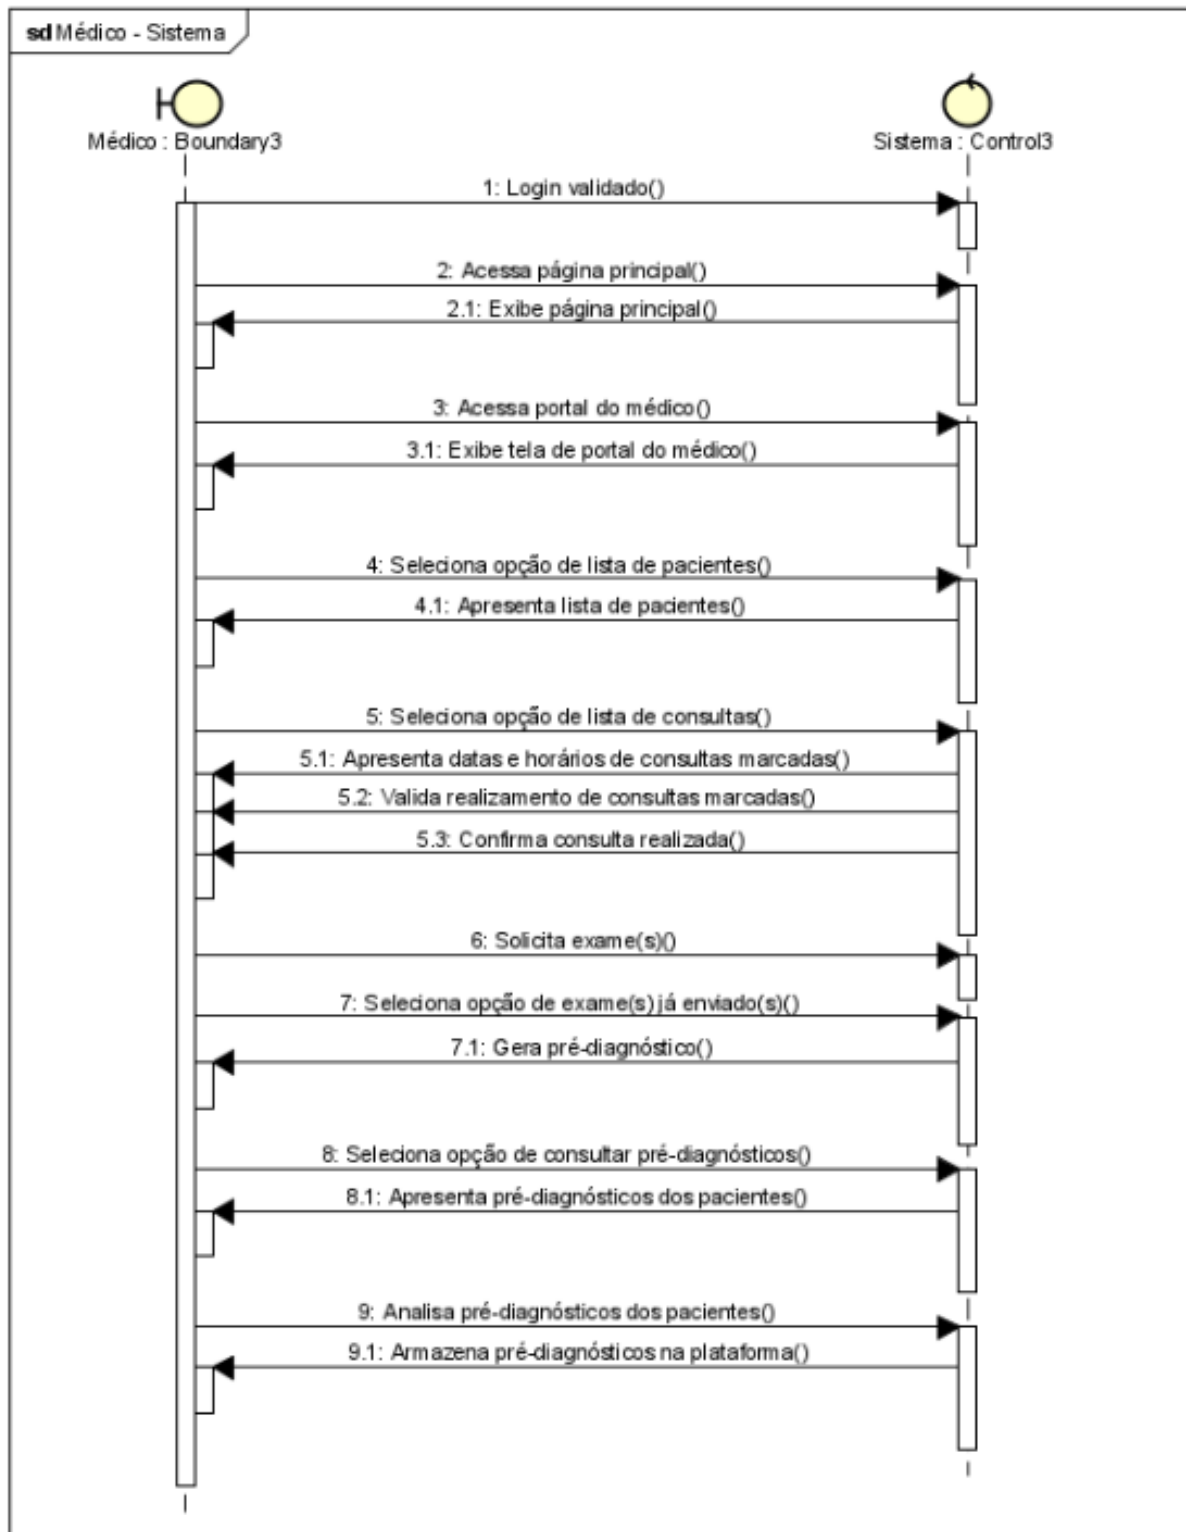 sd Médico - Sistema
Médico : Boundary3
Sistema : Control3
1: Login validado()
2: Acessa página principal()
2.1: Exibe página principal()
3: Acessa portal do médico()
3.1: Exibe tela de portal do médico()
4: Seleciona opção de lista de pacientes()
4.1: Apresenta lista de pacientes()
5: Seleciona opção de lista de consultas()
5.1: Apresenta datas e horários de consultas marcadas()
5.2: Valida realizamento de consultas marcadas()
5.3: Confirma consulta realizada()
6: Solicita exame(s)()
7: Seleciona opção de exame(s) já enviado(s)()
7.1: Gera pré-diagnóstico()
8: Seleciona opção de consultar pré-diagnósticos()
8.1: Apresenta pré-diagnósticos dos pacientes()
9: Analisa pré-diagnósticos dos pacientes()
9.1: Armazena pré-diagnósticos na plataforma()